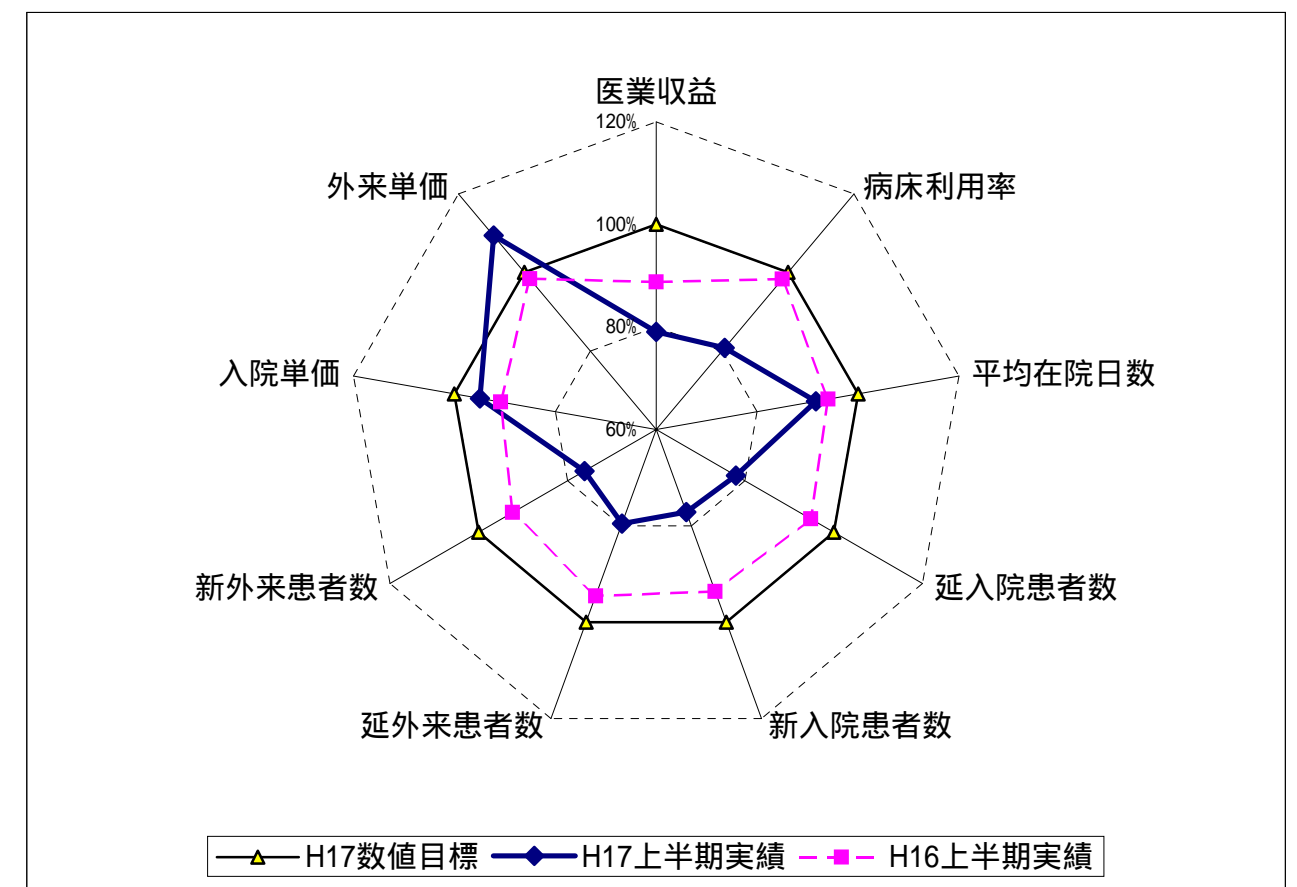 医業収益
120%
外来単価
病床利用率
100%
80%
入院単価
平均在院日数
60%
新外来患者数
延入院患者数
延外来患者数
新入院患者数
H17数値目標 H17上半期実績 H16上半期実績